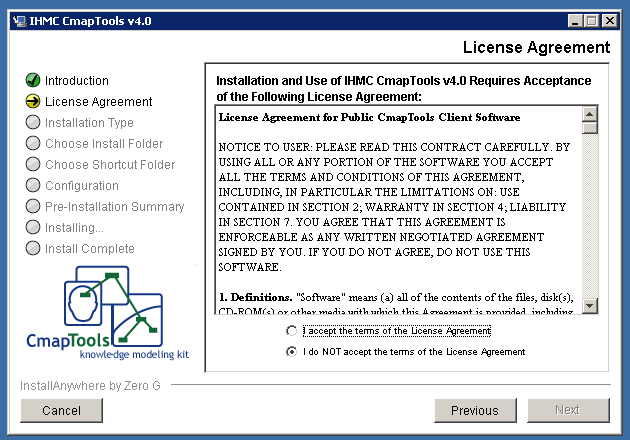 IHMC CmapTools v4.0
License Agreement
Introduction
License Agreement
Installation Type
Choose Install Folder
Choose Shortcut Folder
Configuration
Pre-Installation Summary
Installing...
Install Complete
CmapTools
knowledge modeling kit
Installation and Use of IHMC CmapTools v4.0 Requires Acceptance
of the Following License Agreement:
License Agreement for Public CmapTools Client Software
NOTICE TO USER: PLEASE READ THIS CONTRACT CAREFULLY. BY
USING ALL OR ANY PORTION OF THE SOFTWARE YOU ACCEPT
ALL THE TERMS AND CONDITIONS OF THIS AGREEMENT,
INCLUDING, IN PARTICULAR THE LIMITATIONS ON: USE
CONTAINED IN SECTION 2; WARRANTY IN SECTION 4; LIABILITY
IN SECTION 7. YOU AGREE THAT THIS AGREEMENT IS
ENFORCEABLE AS ANY WRITTEN NEGOTIATED AGREEMENT
SIGNED BY YOU. IF YOU DO NOT AGREE, DO NOT USE THIS
SOFTWARE.
1. Definitions. "Software" means (a) all of the contents of the files, disk(s),
CD-ROM(s) or other media with which this Agreement is provided, including
I accept the terms of the License Agreement
I do NOT accept the terms of the License Agreement
InstallAnywhere by Zero G
Cancel
Previous
Next